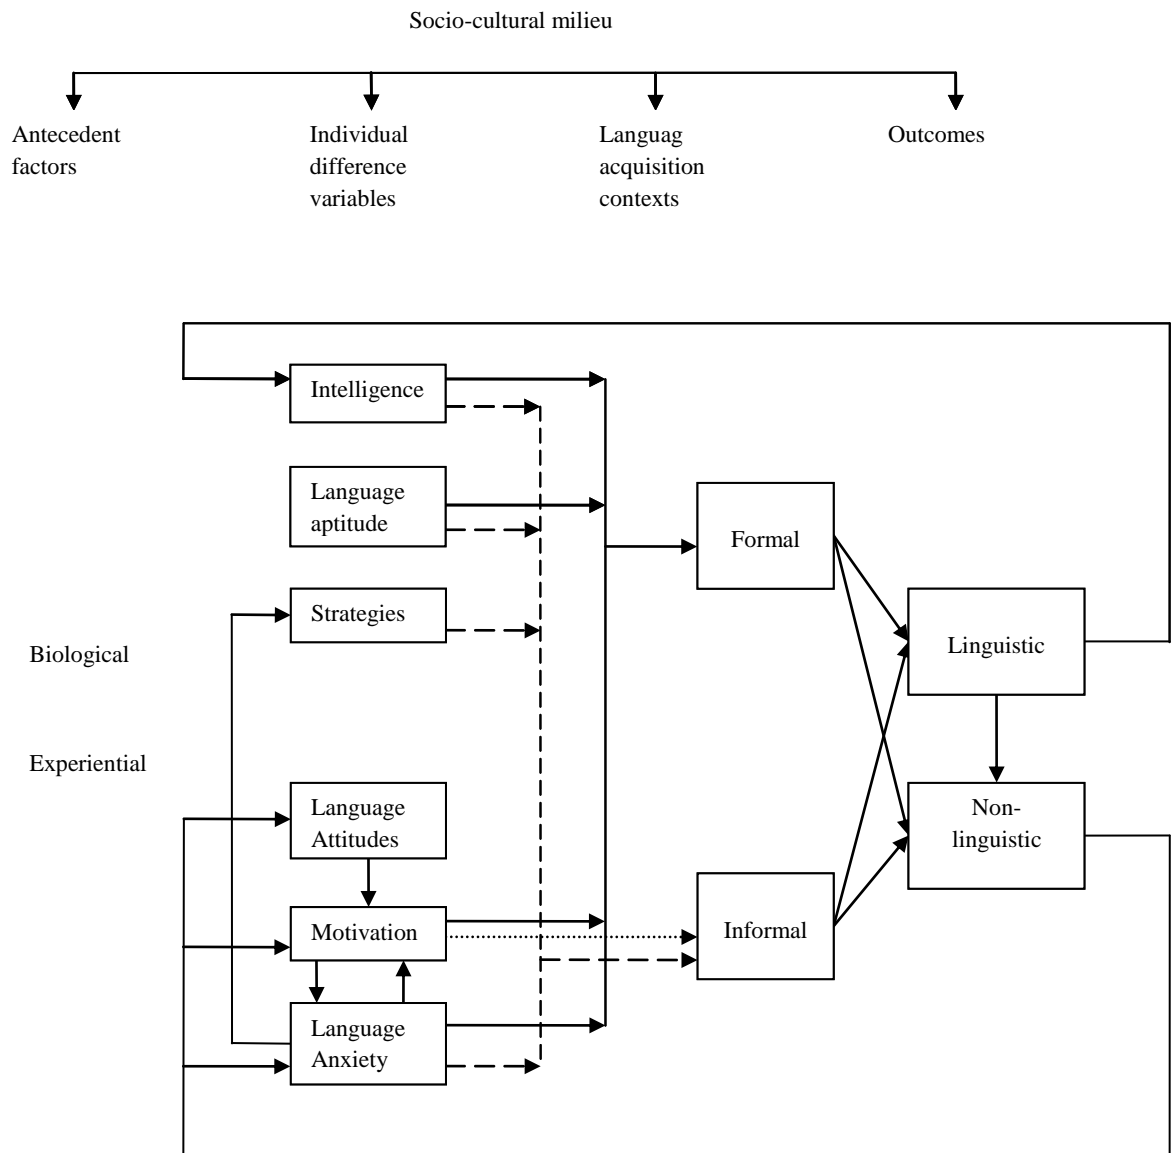 Socio-cultural milieu
Antecedent
factors
Individual
difference
variables
Languag
acquisition
contexts
Outcomes
Intelligence
Language
aptitude
Formal
Strategies
Linguistic
Biological
Experiential
Language
Attitudes
Non-
linguistic
Motivation
Informal
Language
Anxiety